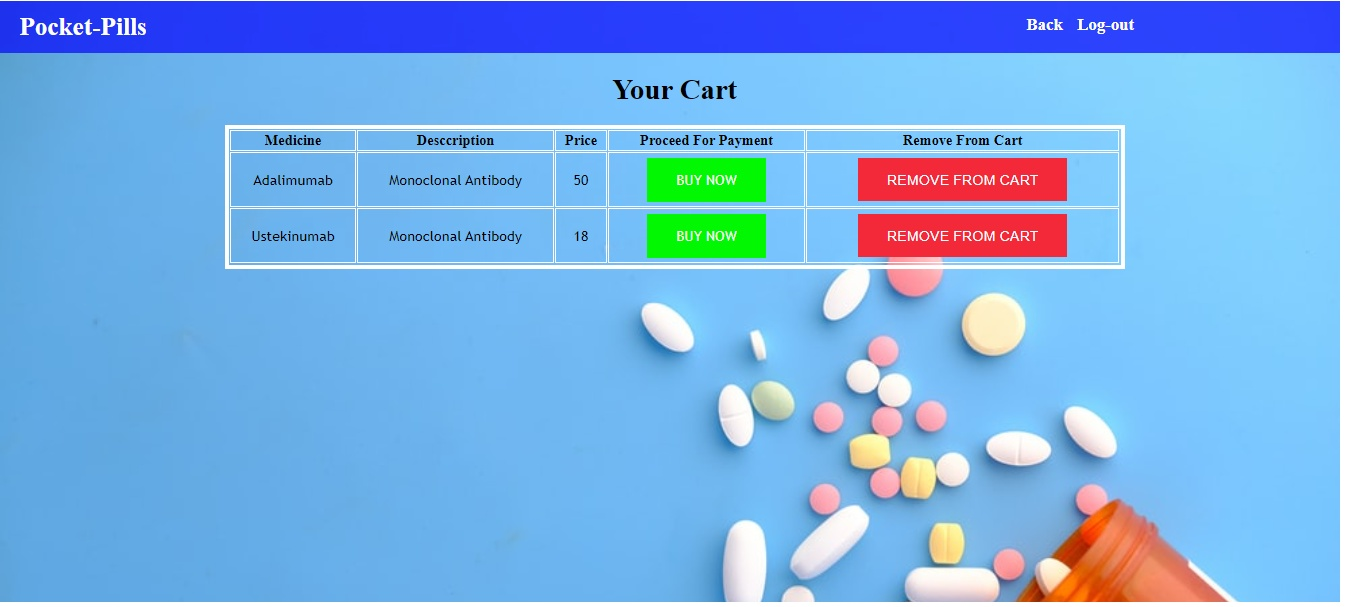 Pocket-Pills Back Log-out
Your Cart
Medicine Desccription Price Proceed For Payment Remove From Cart
Adalimumab Monoclonal Antibody 50 BUY NOW REMOVE FROM CART
Ustekinumab Monoclonal Antibody 18 BUY NOW REMOVE FROM CART